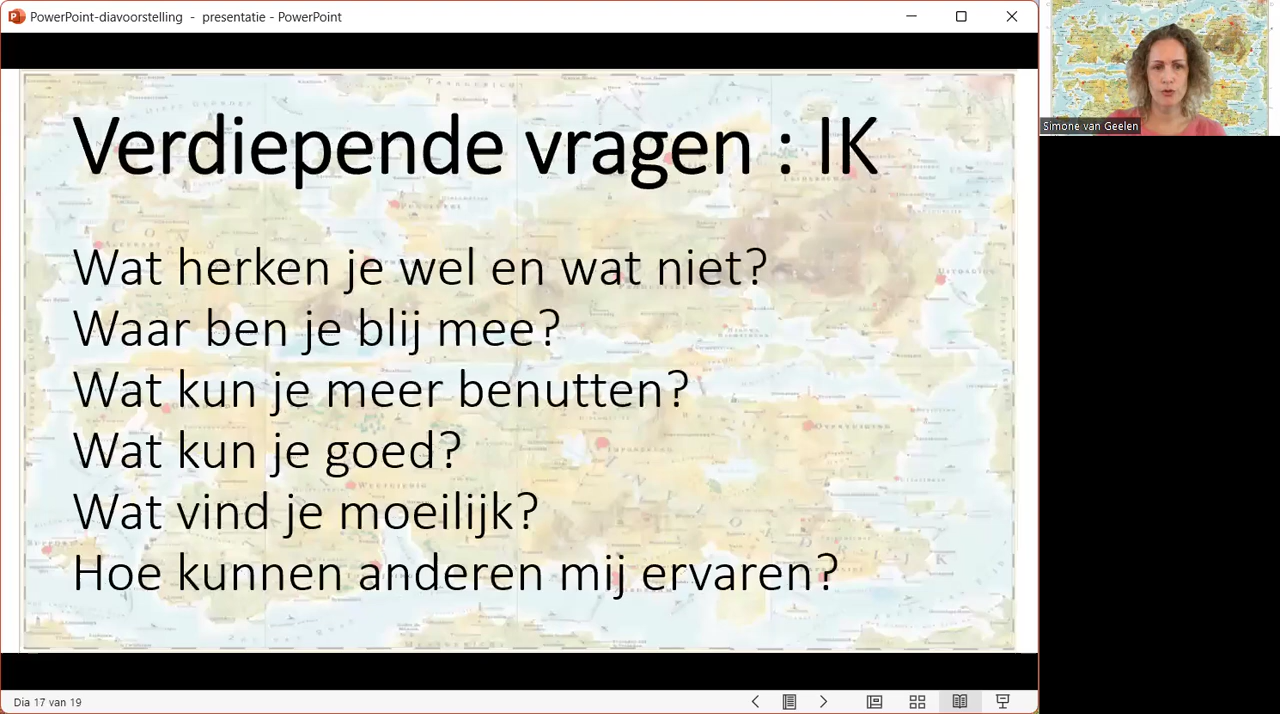 PowerPoint-diavoorstelling - presentatie - PowerPoint
Simone van Geelen
Verdiepende vragen : IK
Wat herken je wel en wat niet?
Waar ben je blij mee?
Wat kun je meer benutten?
Wat kun je goed?
Wat vind je moeilijk?
Hoe kunnen anderen mij ervaren?
Dia 17 van 19